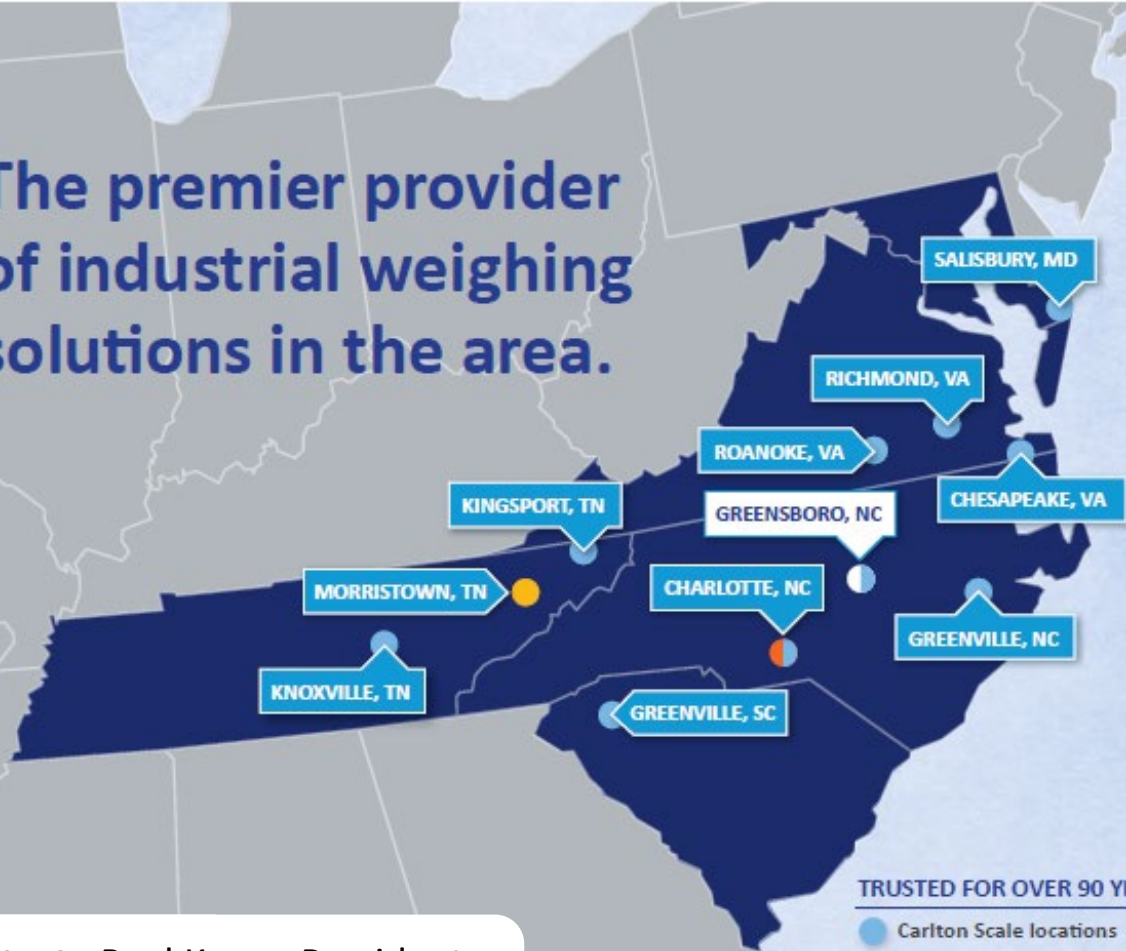 The premier provider
of industrial weighing
solutions in the area.
SALISBURY, MD
RICHMOND, VA
ROANOKE, VA
CHESAPEAKE, VA
KINGSPORT, TN
GREENSBORO, NC
MORRISTOWN, TN
CHARLOTTE, NC
GREENVILLE, NC
KNOXVILLE, TN
GREENVILLE, SC
TRUSTED FOR OVER 90
Carlton Scale locations